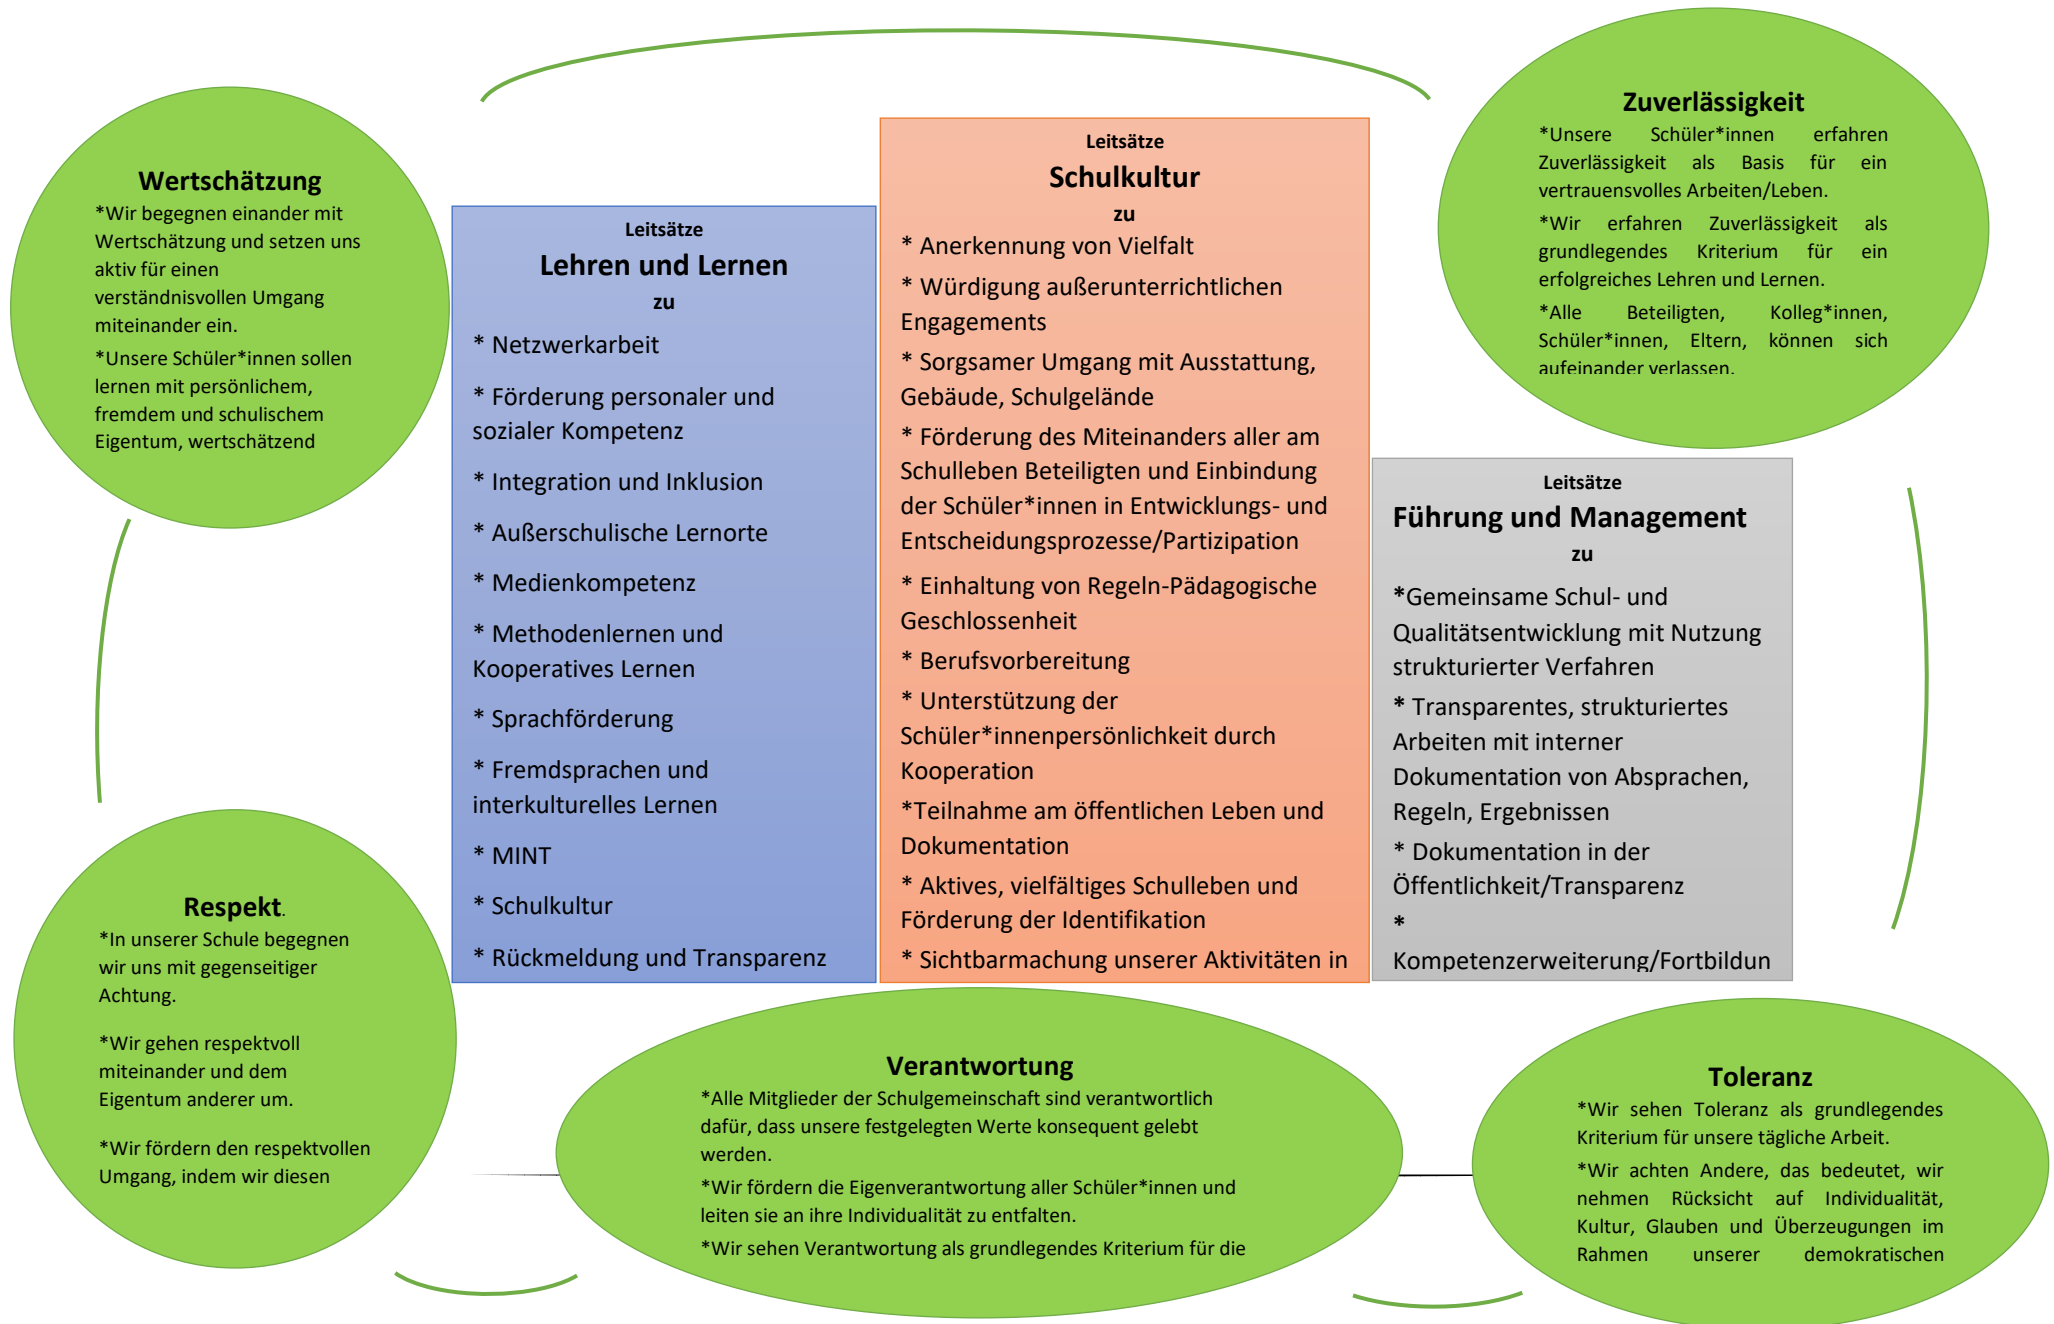 Wertschätzung
*Wir begegnen einander mit
Wertschätzung und setzen uns
aktiv für einen
verständnisvollen Umgang
miteinander ein.
*Unsere Schüler*innen sollen
lernen mit persönlichem,
fremdem und schulischem
Eigentum, wertschätzend
Leitsätze
Lehren und Lernen
zu
* Netzwerkarbeit
* Förderung personaler und
sozialer Kompetenz
* Integration und Inklusion
* Außerschulische Lernorte
* Medienkompetenz
* Methodenlernen und
Kooperatives Lernen
* Sprachförderung
* Fremdsprachen und
interkulturelles Lernen
* MINT
* Schulkultur
* Rückmeldung und Transparenz
Leitsätze
Schulkultur
zu
* Anerkennung von Vielfalt
* Würdigung außerunterrichtlichen
Engagements
* Sorgsamer Umgang mit Ausstattung,
Gebäude, Schulgelände
* Förderung des Miteinanders aller am
Schulleben Beteiligten und Einbindung
der Schüler*innen in Entwicklungs- und
Entscheidungsprozesse/Partizipation
* Einhaltung von Regeln-Pädagogische
Geschlossenheit
* Berufsvorbereitung
* Unterstützung der
Schüler*innenpersönlichkeit durch
Kooperation
*Teilnahme am öffentlichen Leben und
Dokumentation
* Aktives, vielfältiges Schulleben und
Förderung der Identifikation
* Sichtbarmachung unserer Aktivitäten in
Zuverlässigkeit
*Unsere Schüler*innen erfahren
Zuverlässigkeit als Basis für ein
vertrauensvolles Arbeiten/Leben.
*Wir erfahren Zuverlässigkeit als
grundlegendes Kriterium für ein
erfolgreiches Lehren und Lernen.
*Alle Beteiligten, Kolleg*innen,
Schüler*innen, Eltern, können sich
aufeinander verlassen.
Leitsätze
Führung und Management
zu
*Gemeinsame Schul- und
Qualitätsentwicklung mit Nutzung
strukturierter Verfahren
* Transparentes, strukturiertes
Arbeiten mit interner
Dokumentation von Absprachen,
Regeln, Ergebnissen
* Dokumentation in der
Öffentlichkeit/Transparenz
*
Kompetenzerweiterung/Fortbildun
Respekt.
*In unserer Schule begegnen
wir uns mit gegenseitiger
Achtung.
*Wir gehen respektvoll
miteinander und dem
Eigentum anderer um.
*Wir fördern den respektvollen
Umgang, indem wir diesen
Verantwortung
*Alle Mitglieder der Schulgemeinschaft sind verantwortlich
dafür, dass unsere festgelegten Werte konsequent gelebt
werden.
*Wir fördern die Eigenverantwortung aller Schüler*innen und
leiten sie an ihre Individualität zu entfalten.
*Wir sehen Verantwortung als grundlegendes Kriterium für die
Toleranz
*Wir sehen Toleranz als grundlegendes
Kriterium für unsere tägliche Arbeit.
*Wir achten Andere, das bedeutet, wir
nehmen Rücksicht auf Individualität,
Kultur, Glauben und Überzeugungen im
Rahmen unserer demokratischen